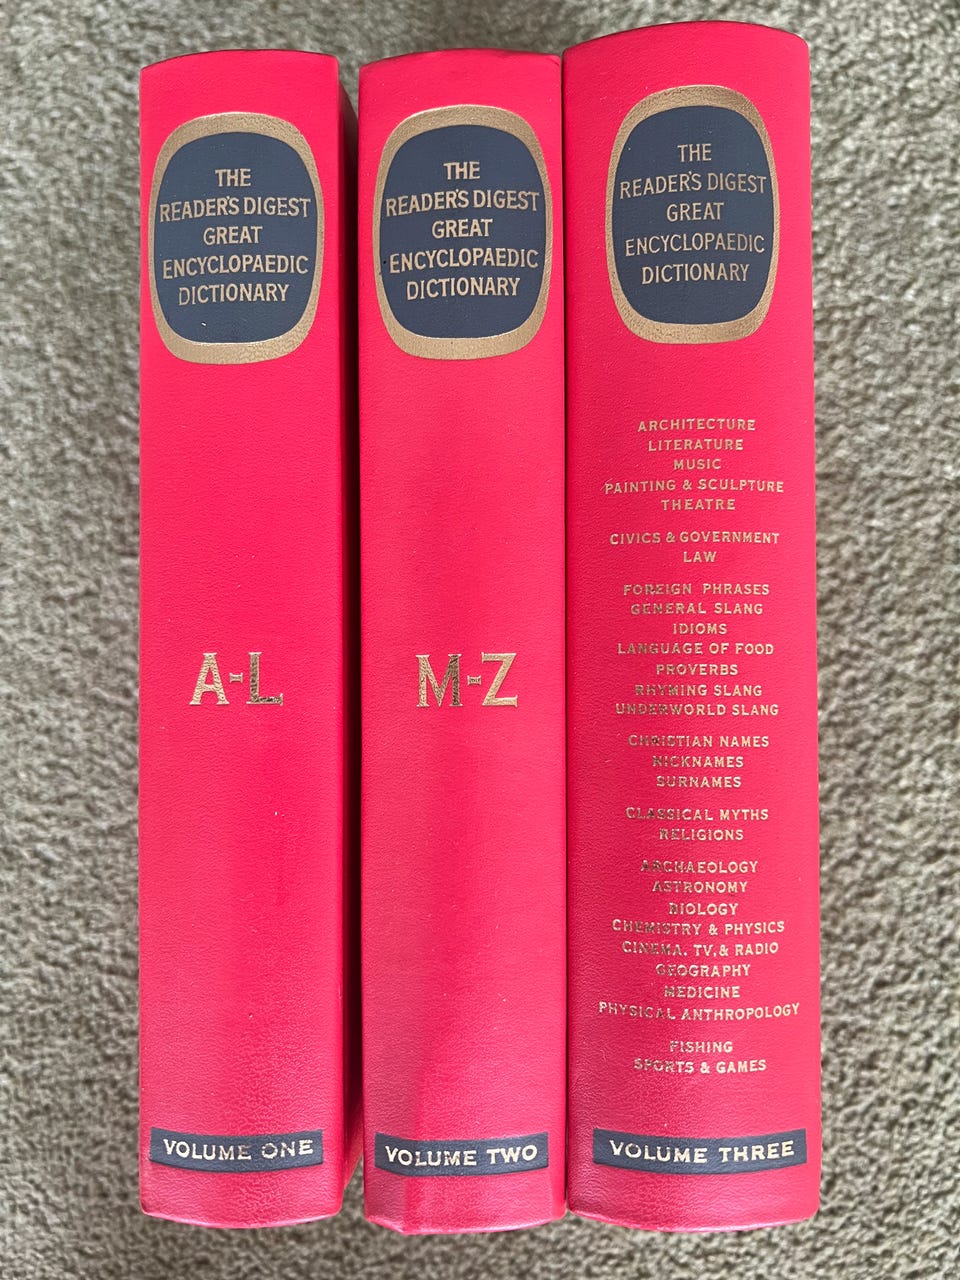 THE
READER'S DIGEST
GREAT
ENCYCLOPAEDIC
DICTIONARY
A-L
VOLUME ONE
THE
READER'S DIGEST
GREAT
ENCYCLOPAEDIC
DICTIONARY
M-Z
VOLUME TWO
THE
READER'S DIGEST
GREAT
ENCYCLOPAEDIC
DICTIONARY
ARCHITECTURE
LITERATURE
MUSIC
PAINTING & SCULPTURE
THEATRE
CIVICS & GOVERNMENT
LAW
FOREIGN PHRASES
GENERAL SLANG
IDIOMS
LANGUAGE OF FOOD
PROVERBS
RHYMING SLANG
UNDERWORLD SLANG
CHRISTIAN NAMES
NICKNAMES
SURNAMES
CLASSICAL MYTHS
RELIGIONS
ARCHAEOLOGY
ASTRONOMY
BIOLOGY
CHEMISTRY & PHYSICS
CINEMA, TV, & RADIO
GEOGRAPHY
MEDICINE
PHYSICAL ANTHROPOLOGY
FISHING
SPORTS & GAMES
VOLUME THREE